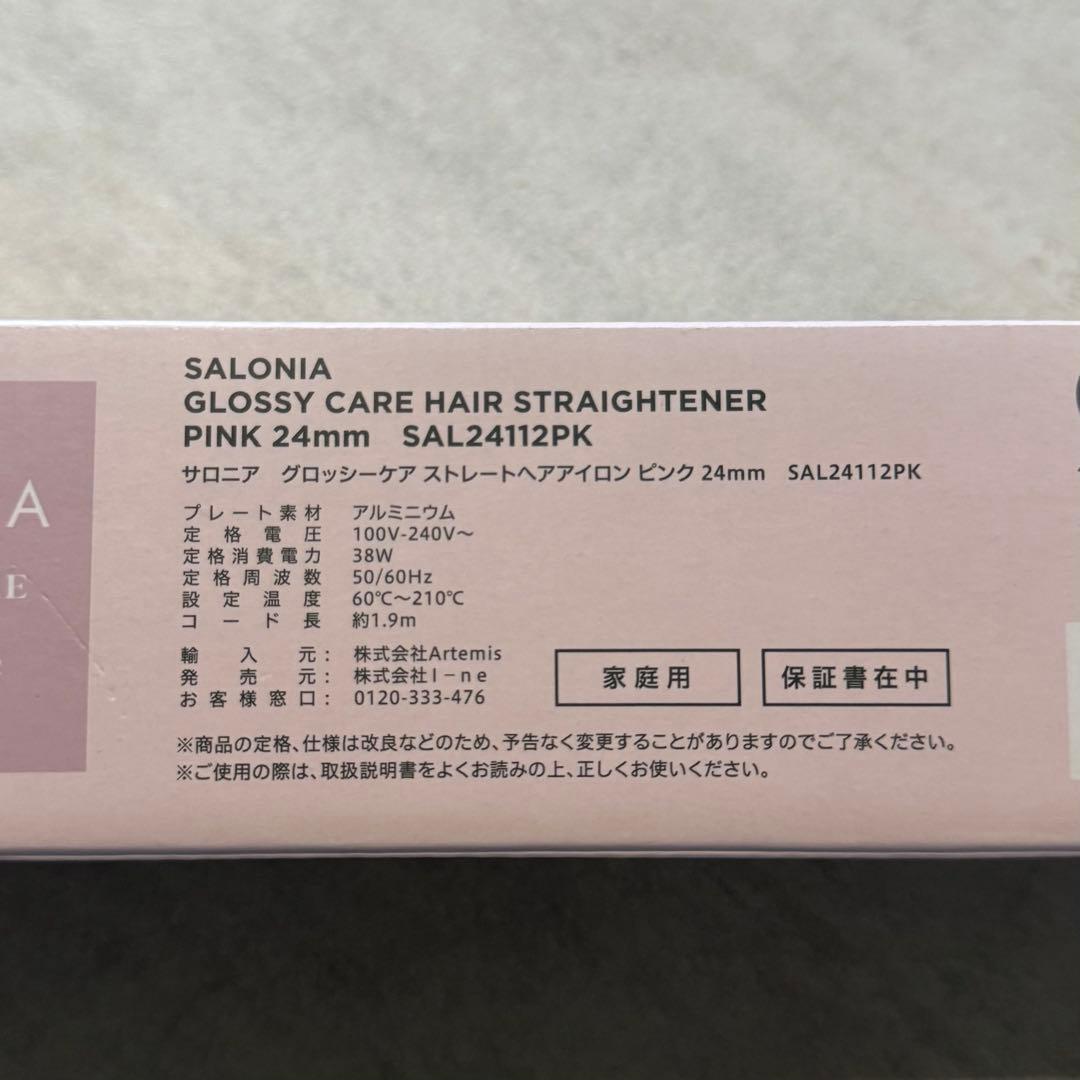 SALONIA
GLOSSY CARE HAIR STRAIGHTENER
PINK 24mm SAL24112PK
サロニア グロッシーケア ストレートヘアアイロン ピンク 24mm SAL24112PK
プレート素材 アルミニウム
定格電圧 100V-240V～
定格消費電力 38W
定格周波数 50/60Hz
設定温度 60℃～210℃
コード長 約1.9m
輸入元： 株式会社Artemis
発売元： 株式会社I－ne
お客様窓口： 0120-333-476
家庭用
保証書在中
※商品の定格、仕様は改良などのため、予告なく変更することがありますのでご了承ください。
※ご使用の際は、取扱説明書をよくお読みの上、正しくお使いください。
A
E